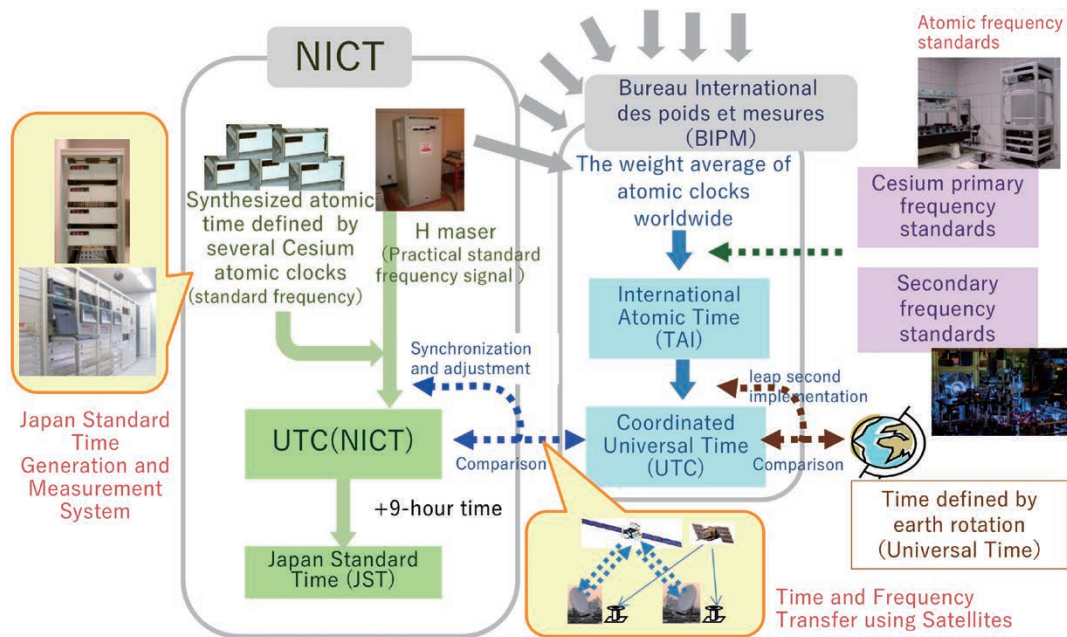 NICT
Synthesized atomic
time defined by
several Cesium
atomic clocks
(standard frequency)
H maser
(Practical standard
frequency signal)
UTC(NICT)
+9-hour time
Japan Standard
Time (JST)
Japan Standard
Time
Generation and
Measurement
System
Synchronization
and adjustment
Comparison
Bureau International
des poids et mesures
(BIPM)
The weight average of
atomic clocks
worldwide
International
Atomic Time
(TAI)
Coordinated
Universal Time
(UTC)
leap second
implementation
Comparison
Atomic frequency
standards
Cesium primary
frequency
standards
Secondary
frequency
standards
Time defined by
earth rotation
(Universal Time)
Time and Frequency
Transfer using Satellites